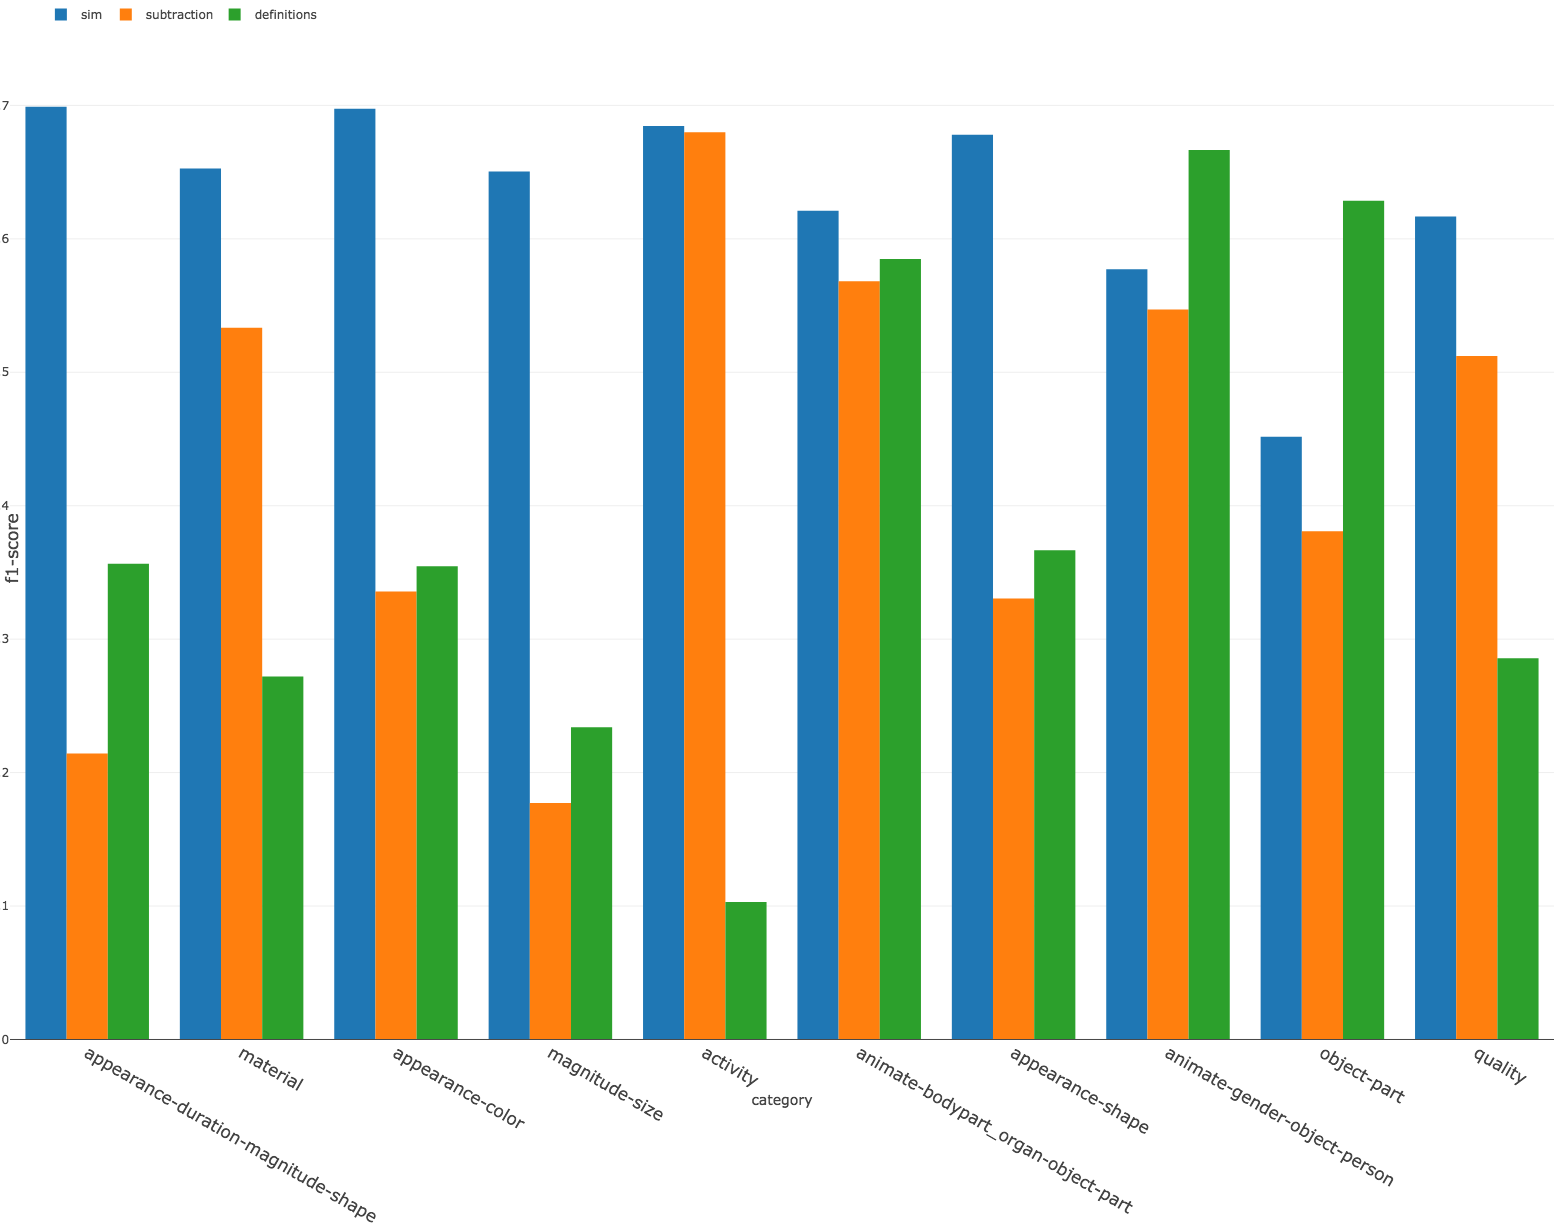 sim subtraction definitions
7
6
5
4
3
2
1
0
f1-score
appearance-duration-magnitude-shape
material
appearance-color
magnitude-size
activity
animate-bodypart_organ-object-part
appearance-shape
animate-gender-object-person
object-part
quality
category